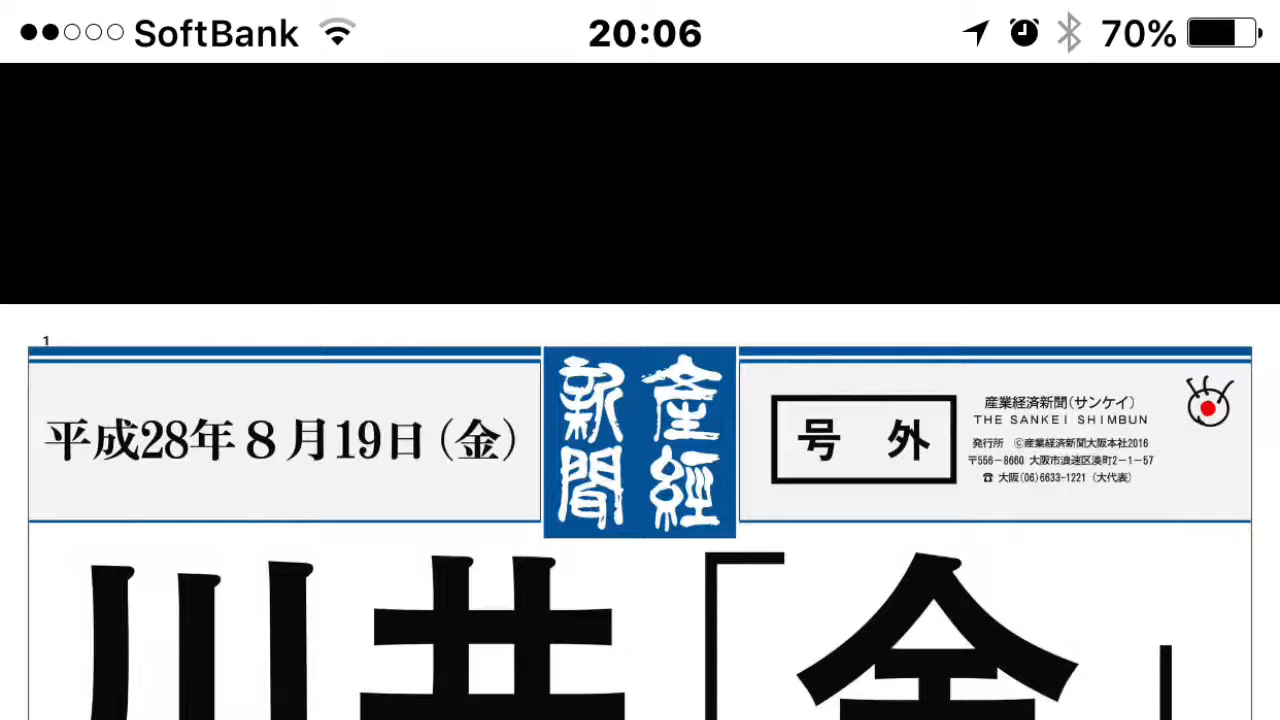 SoftBank 20:06 70%
1
平成28年8月19日(金)
産經新聞
号外
産業経済新聞(サンケイ)
THE SANKEI SHIMBUN
発行所 ©産業経済新聞大阪本社2016
〒556-8660 大阪市浪速区湊町2-1-57
☎ 大阪(06)6633-1221 (大代表)
川井「金」